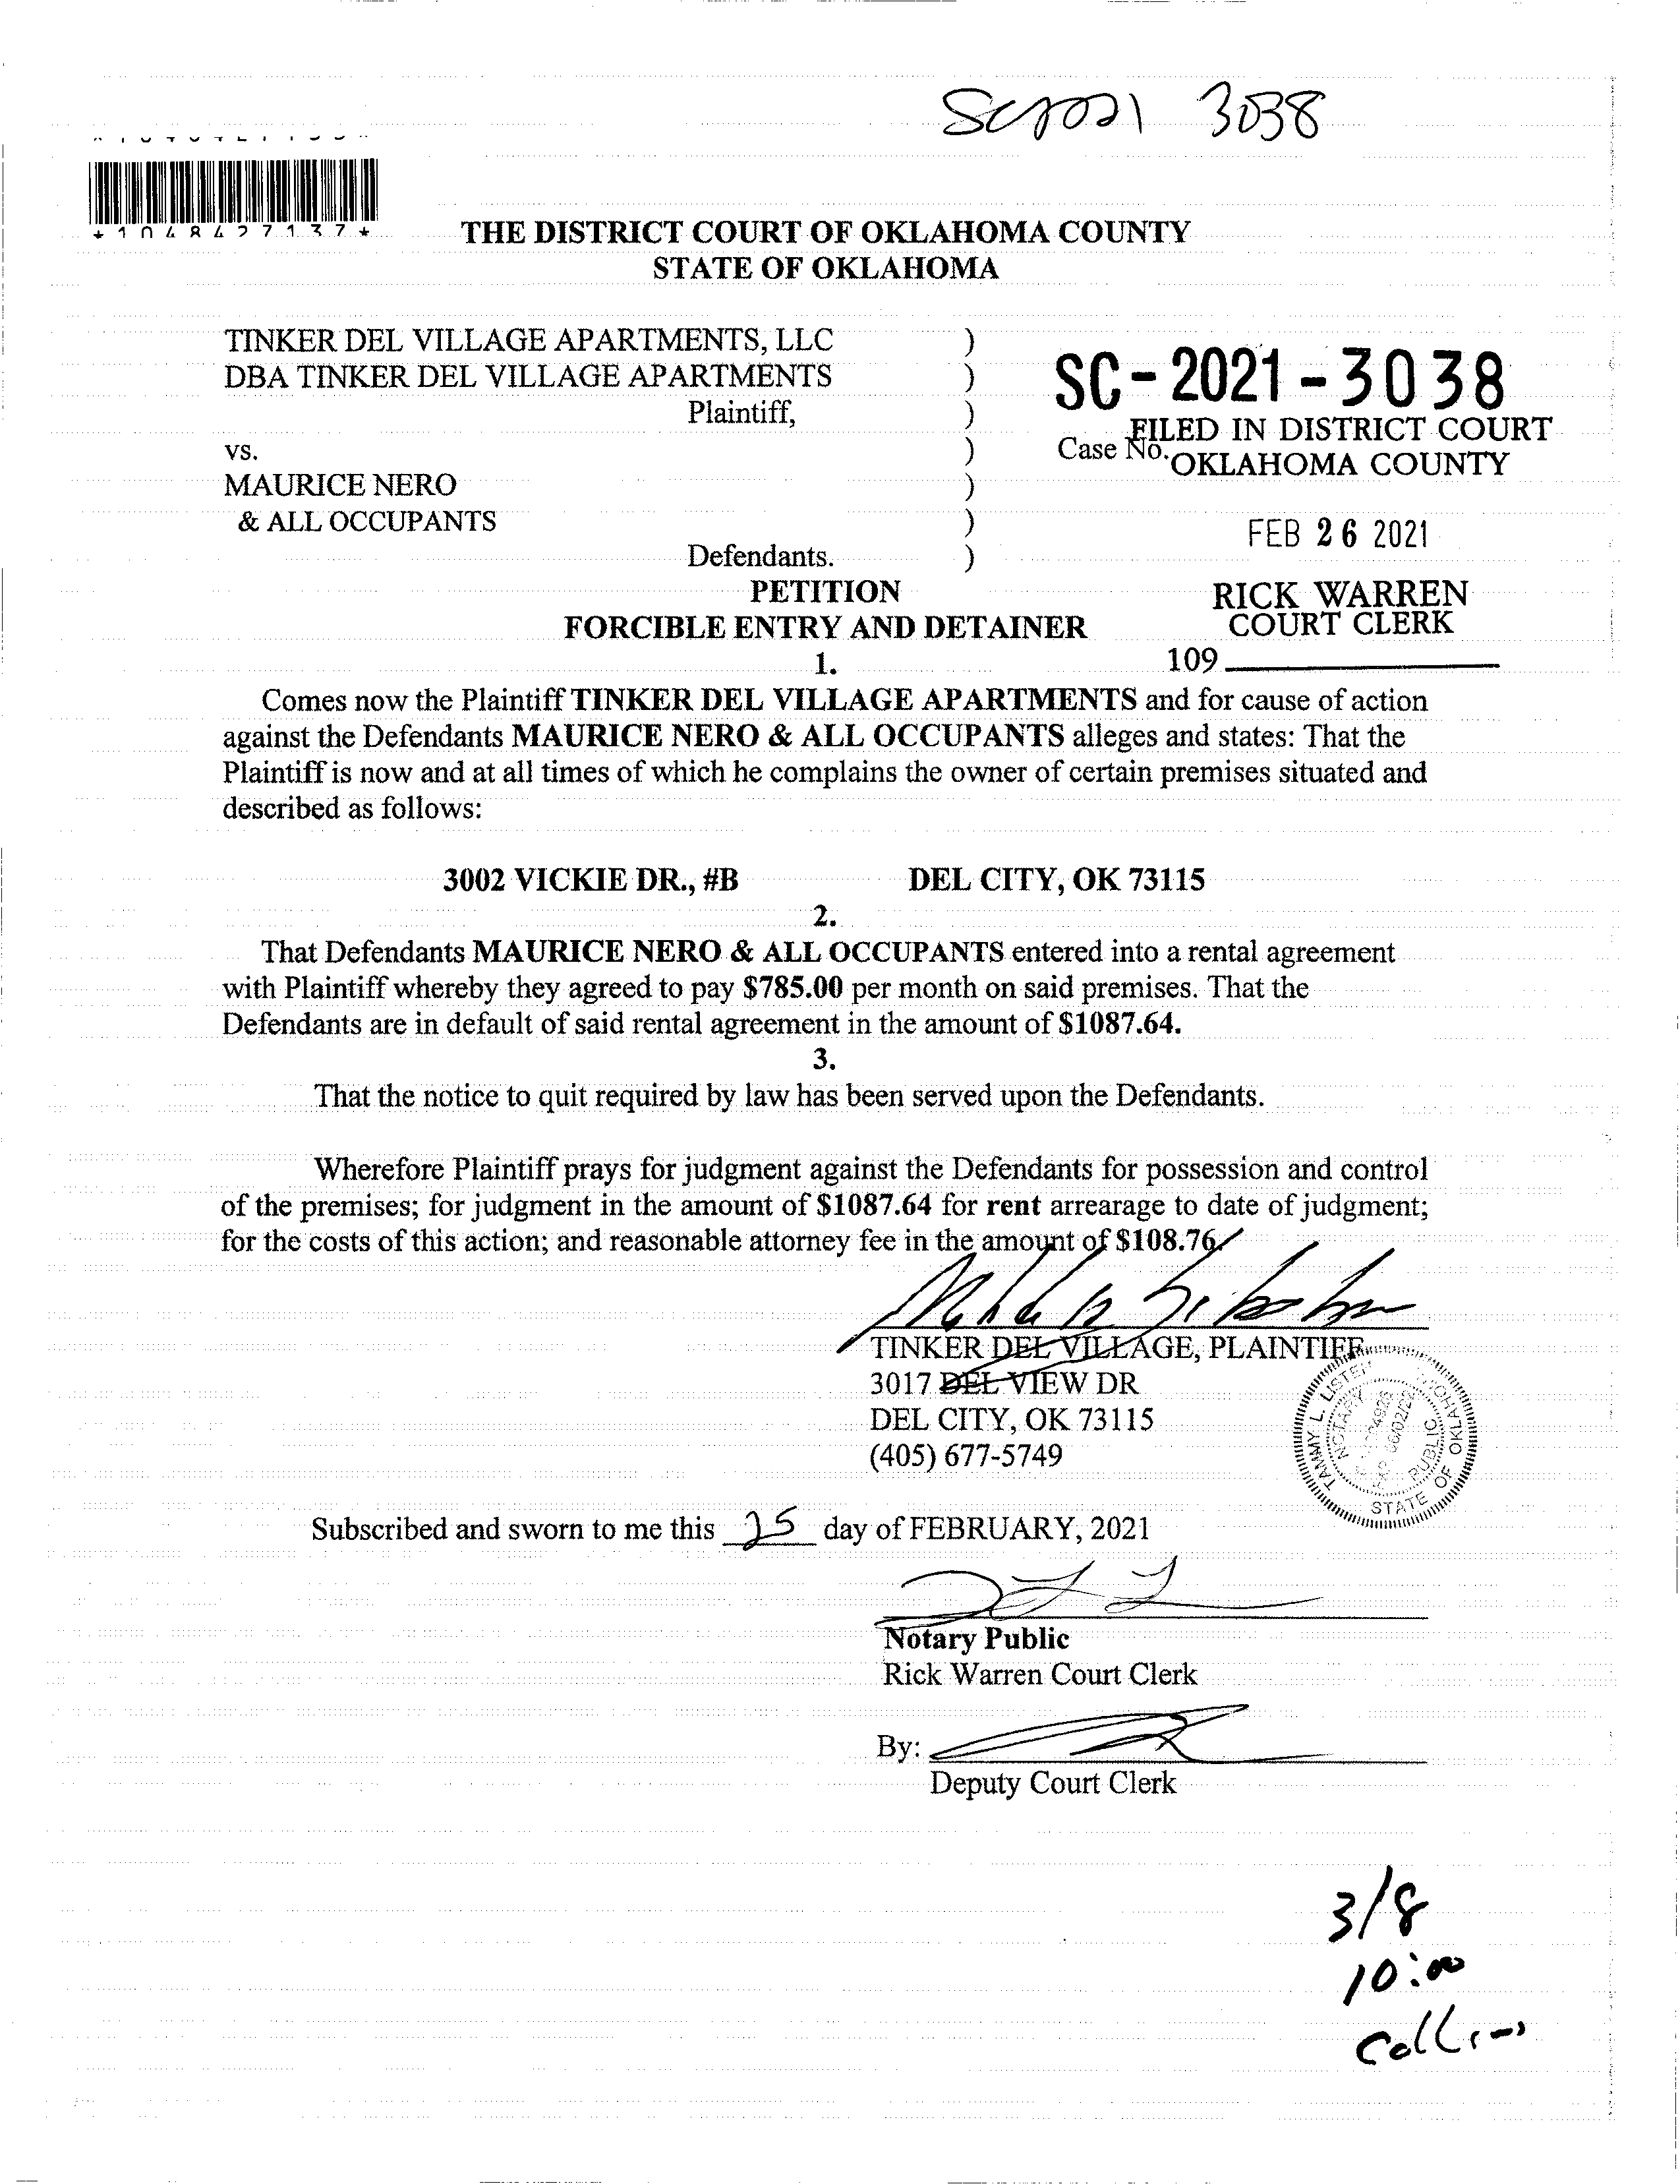 SC2021 3038
*1048427137*
THE DISTRICT COURT OF OKLAHOMA COUNTY
STATE OF OKLAHOMA
TINKER DEL VILLAGE APARTMENTS, LLC )
DBA TINKER DEL VILLAGE APARTMENTS )
Plaintiff, )
SC-2021-3038
vs. )
Case No.
FILED IN DISTRICT COURT
OKLAHOMA COUNTY
MAURICE NERO )
& ALL OCCUPANTS )
FEB 26 2021
Defendants. )
PETITION
RICK WARREN
FORCIBLE ENTRY AND DETAINER
COURT CLERK
1.
109
Comes now the Plaintiff TINKER DEL VILLAGE APARTMENTS and for cause of action
against the Defendants MAURICE NERO & ALL OCCUPANTS alleges and states: That the
Plaintiff is now and at all times of which he complains the owner of certain premises situated and
described as follows:
3002 VICKIE DR., #B DEL CITY, OK 73115
2.
That Defendants MAURICE NERO & ALL OCCUPANTS entered into a rental agreement
with Plaintiff whereby they agreed to pay $785.00 per month on said premises. That the
Defendants are in default of said rental agreement in the amount of $1087.64.
3.
That the notice to quit required by law has been served upon the Defendants.
Wherefore Plaintiff prays for judgment against the Defendants for possession and control
of the premises; for judgment in the amount of $1087.64 for rent arrearage to date of judgment;
for the costs of this action; and reasonable attorney fee in the amount of $108.76.
TINKER DEL VILLAGE, PLAINTIFF
3017 DEL VIEW DR
DEL CITY, OK 73115
(405) 677-5749
TAMMY L. LISTER
NOTARY
PUBLIC
STATE OF OKLAHOMA
Subscribed and sworn to me this 25 day of FEBRUARY, 2021
Notary Public
Rick Warren Court Clerk
By:
Deputy Court Clerk
3/8
10:00
Collins